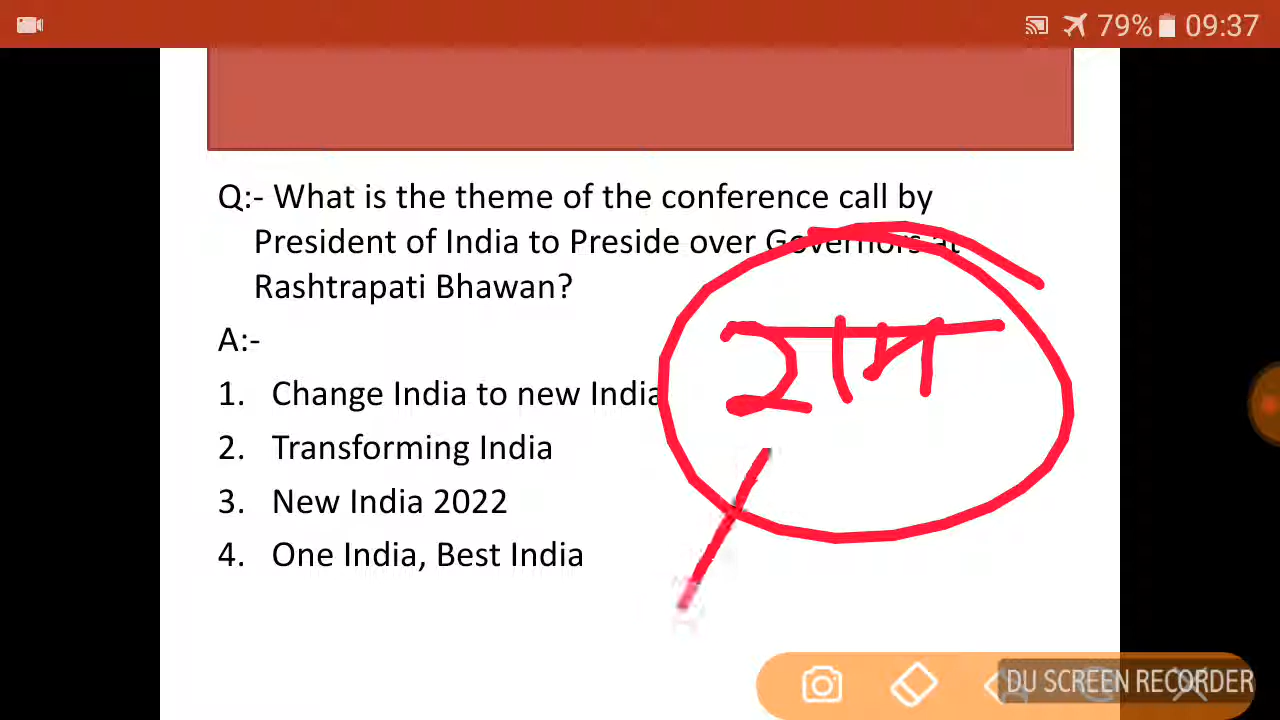 79% 09:37
Q:- What is the theme of the conference call by
President of India to Preside over Governors at
Rashtrapati Bhawan?
A:-
राम
1. Change India to new India
2. Transforming India
3. New India 2022
4. One India, Best India
DU SCREEN RECORDER